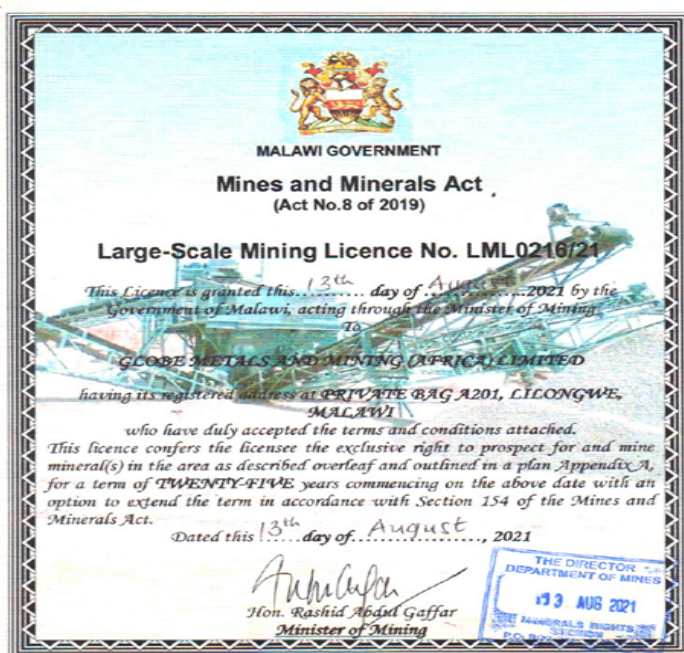 MALAWI GOVERNMENT
Mines and Minerals Act
(Act No.8 of 2019)
Large-Scale Mining Licence No. LML0216/21
This Licence is granted this..13th.. day of ..August..2021 by the
Government of Malawi, acting through the Minister of Mining
To
GLOBE METALS AND MINING (AFRICA) LIMITED
having its registered address at PRIVATE BAG A201, LILONGWE,
MALAWI
who have duly accepted the terms and conditions attached.
This licence confers the licensee the exclusive right to prospect for and mine
mineral(s) in the area as described overleaf and outlined in a plan Appendix A,
for a term of TWENTY-FIVE years commencing on the above date with an
option to extend the term in accordance with Section 154 of the Mines and
Minerals Act.
Dated this 13th day of August, 2021
Hon. Rashid Abdul Gaffar
Minister of Mining
THE DIRECTOR
DEPARTMENT OF MINES
13 AUG 2021
MINERALS RIGHTS
SECTION
P.O. BOX